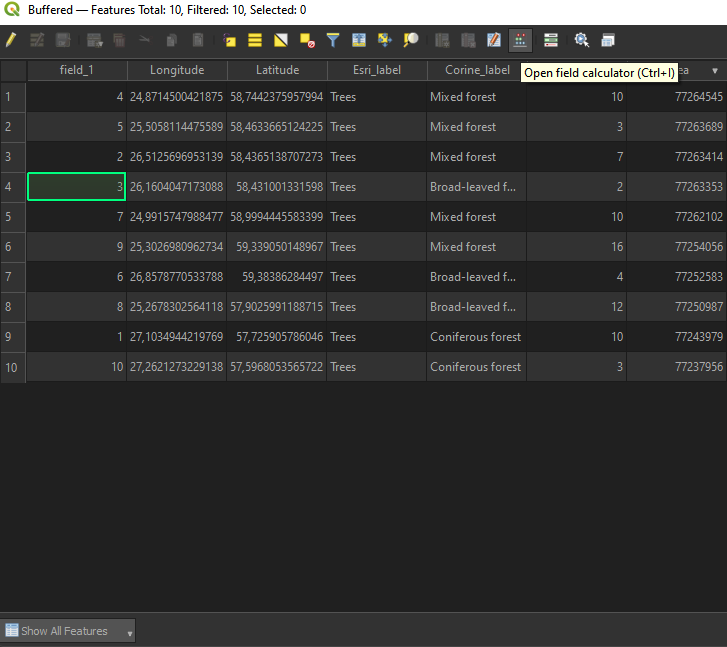 Buffered — Features Total: 10, Filtered: 10, Selected: 0
field_1 Longitude Latitude Esri_label Corine_label Open field calculator (Ctrl+I) ea
1 4 24,8714500421875 58,7442375957994 Trees Mixed forest 10 77264545
2 5 25,5058114475589 58,4633665124225 Trees Mixed forest 3 77263689
3 2 26,5125696953139 58,4365138707273 Trees Mixed forest 7 77263414
4 3 26,1604047173088 58,431001331598 Trees Broad-leaved f... 2 77263353
5 7 24,9915747988477 58,9994445583399 Trees Mixed forest 10 77262102
6 9 25,3026980962734 59,339050148967 Trees Mixed forest 16 77254056
7 6 26,8578770533788 59,38386284497 Trees Broad-leaved f... 4 77252583
8 8 25,2678302564118 57,9025991188715 Trees Broad-leaved f... 12 77250987
9 1 27,1034944219769 57,725905786046 Trees Coniferous forest 10 77243979
10 10 27,2621273229138 57,5968053565722 Trees Coniferous forest 3 77237956
Show All Features